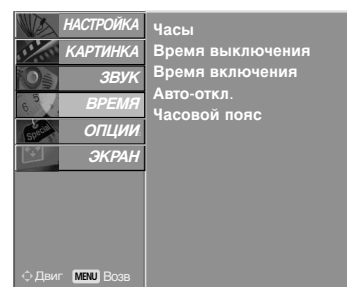 НАСТРОЙКА
КАРТИНКА
ЗВУК
ВРЕМЯ
ОПЦИИ
ЭКРАН
Часы
Время выключения
Время включения
Авто-откл.
Часовой пояс
Двиг MENU Возв